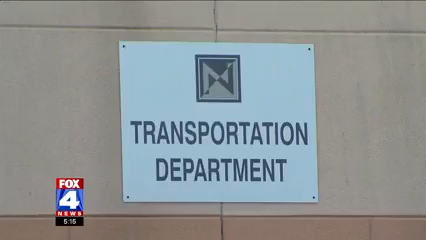 TRANSPORTATION
DEPARTMENT
FOX
4
NEWS
5:15